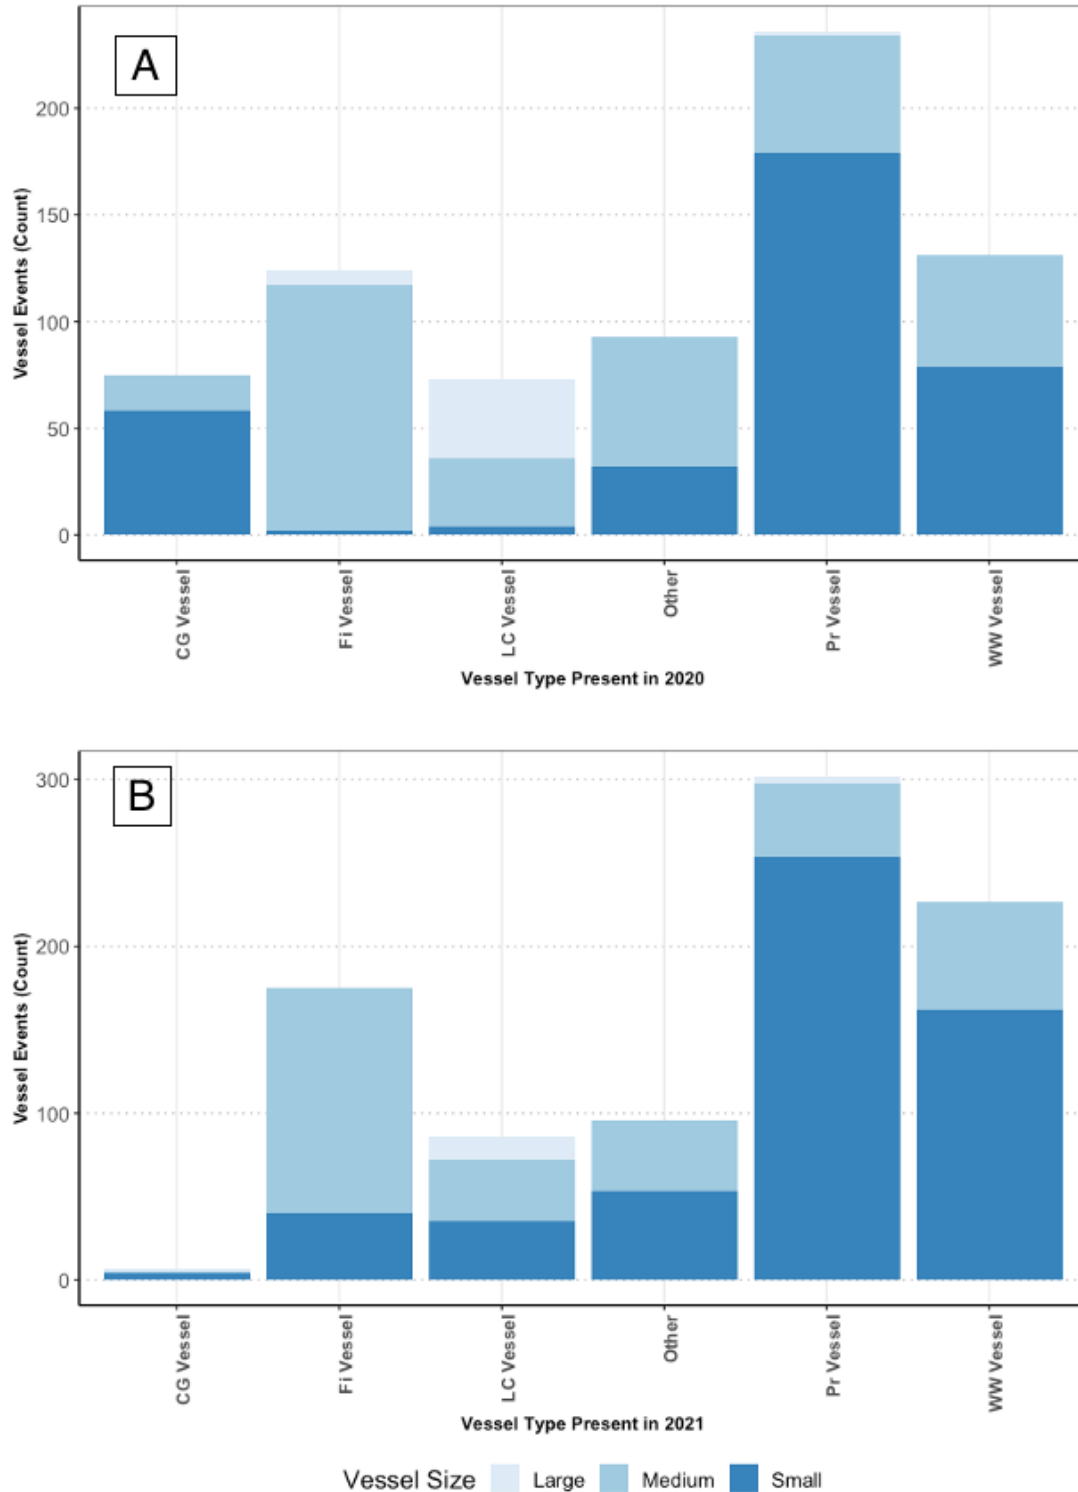 A
Vessel Events (Count)
200
150
100
50
0
CG Vessel
Fi Vessel
LC Vessel
Other
Pr Vessel
WW Vessel
Vessel Type Present in 2020
B
Vessel Events (Count)
300
200
100
0
CG Vessel
Fi Vessel
LC Vessel
Other
Pr Vessel
WW Vessel
Vessel Type Present in 2021
Vessel Size Large Medium Small